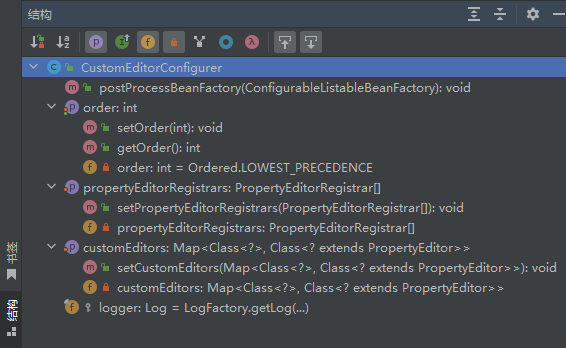 结构
CustomEditorConfigurer
postProcessBeanFactory(ConfigurableListableBeanFactory): void
order: int
setOrder(int): void
getOrder(): int
order: int = Ordered.LOWEST_PRECEDENCE
propertyEditorRegistrars: PropertyEditorRegistrar[]
setPropertyEditorRegistrars(PropertyEditorRegistrar[]): void
propertyEditorRegistrars: PropertyEditorRegistrar[]
customEditors: Map<Class<?>, Class<? extends PropertyEditor>>
setCustomEditors(Map<Class<?>, Class<? extends PropertyEditor>>): void
customEditors: Map<Class<?>, Class<? extends PropertyEditor>>
logger: Log = LogFactory.getLog(...)
书签
结构